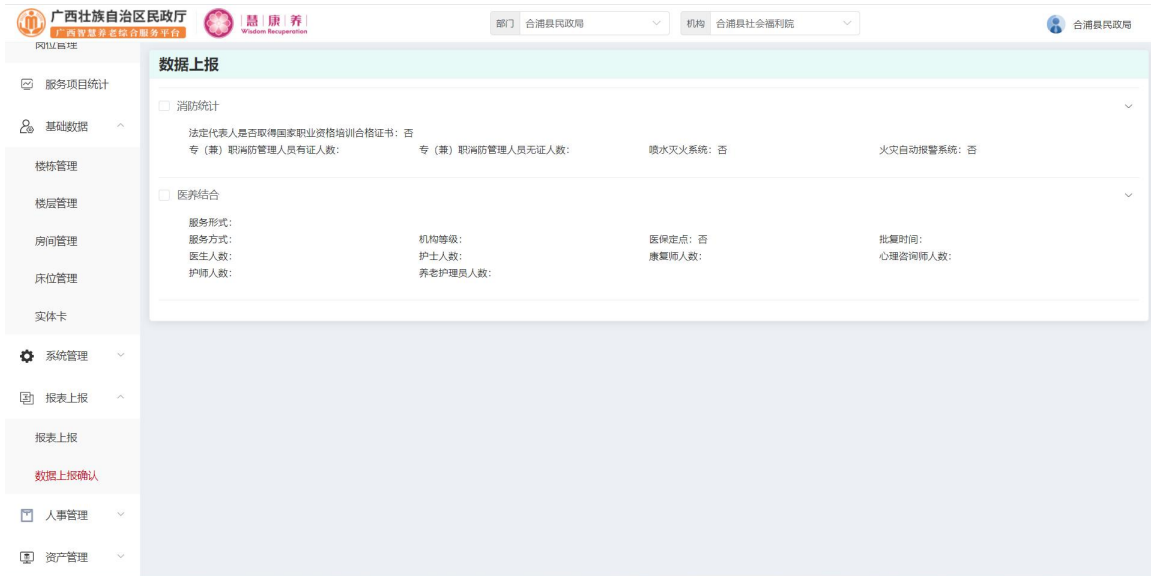 广西壮族自治区民政厅
广西智慧养老综合服务平台
慧 康 养
Wisdom Recuperation
部门 合浦县民政局
机构 合浦县社会福利院
合浦县民政局
岗位管理
服务项目统计
基础数据
楼栋管理
楼层管理
房间管理
床位管理
实体卡
系统管理
报表上报
报表上报
数据上报确认
人事管理
资产管理
数据上报
消防统计
法定代表人是否取得国家职业资格培训合格证书：否
专（兼）职消防管理人员有证人数： 专（兼）职消防管理人员无证人数： 喷水灭火系统：否 火灾自动报警系统：否
医养结合
服务形式：
服务方式： 机构等级： 医保定点：否 批复时间：
医生人数： 护士人数： 康复师人数： 心理咨询师人数：
护师人数： 养老护理员人数：